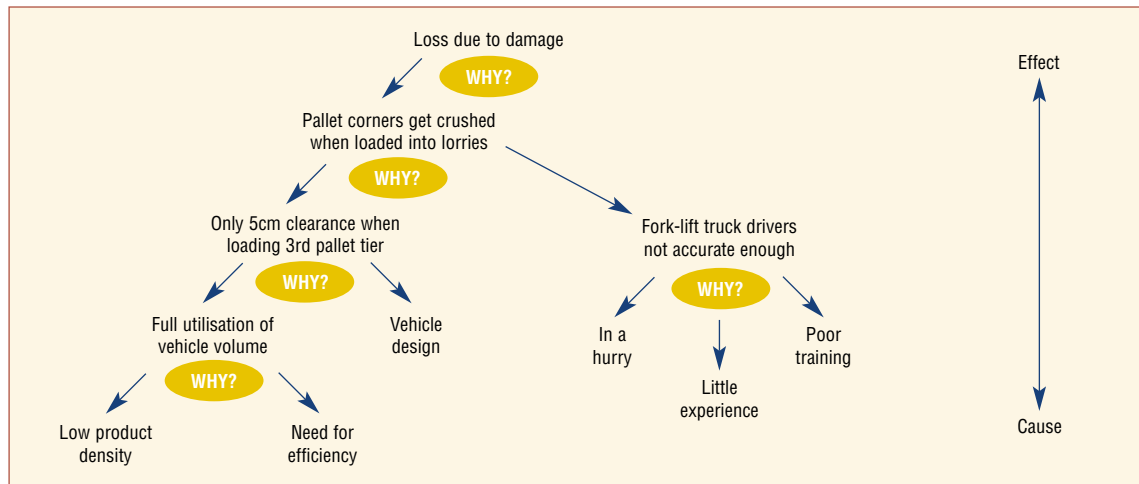 Loss due to damage
WHY?
Effect
Pallet corners get crushed
when loaded into lorries
WHY?
Only 5cm clearance when
loading 3rd pallet tier
Fork-lift truck drivers
not accurate enough
WHY?
WHY?
Full utilisation of
vehicle volume
Vehicle
design
In a
hurry
Poor
training
WHY?
Little
experience
Low product
density
Need for
efficiency
Cause